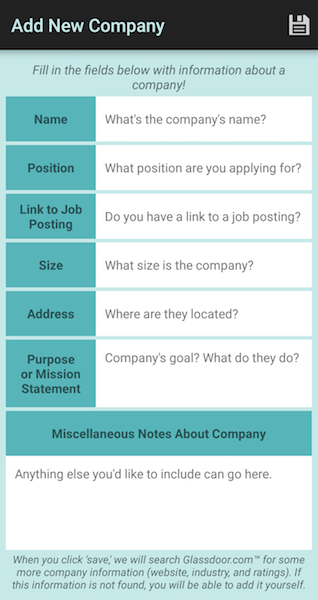 Add New Company
Fill in the fields below with information about a
company!
Name
What's the company's name?
Position
What position are you applying for?
Link to Job
Posting
Do you have a link to a job posting?
Size
What size is the company?
Address
Where are they located?
Purpose
or Mission
Statement
Company's goal? What do they do?
Miscellaneous Notes About Company
Anything else you'd like to include can go here.
When you click 'save,' we will search Glassdoor.com™ for some
more company information (website, industry, and ratings). If
this information is not found, you will be able to add it yourself.